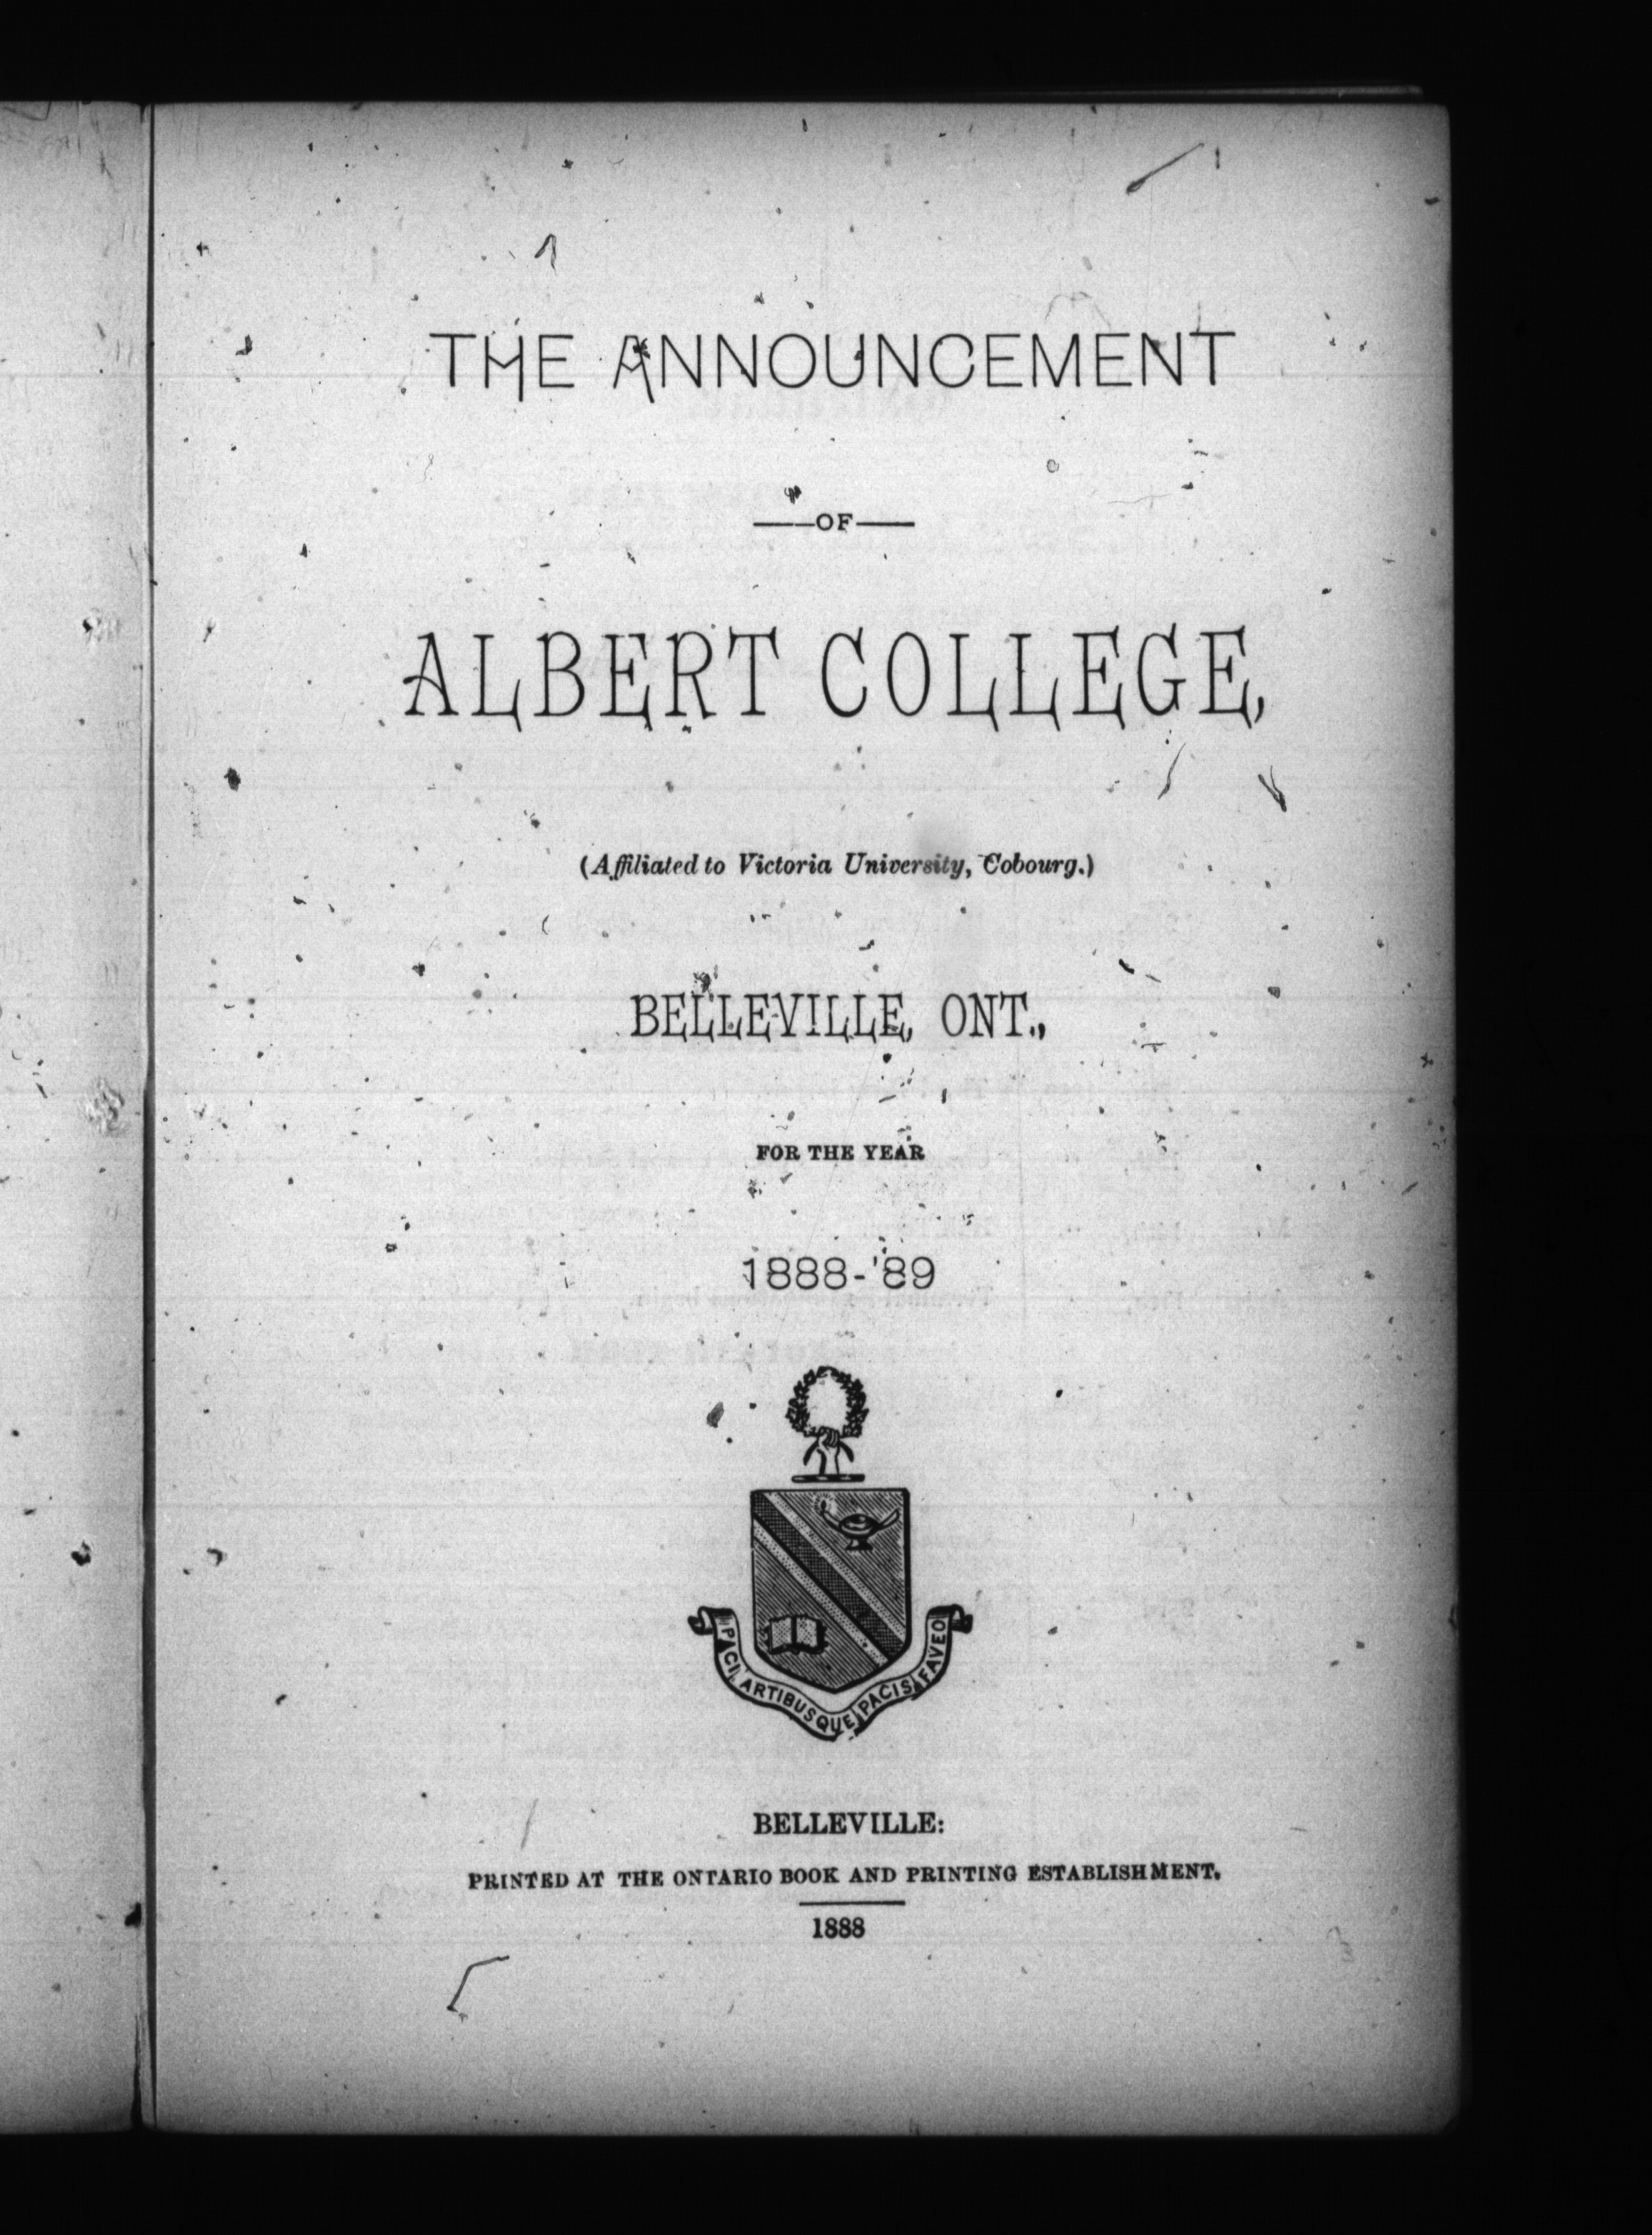 THE ANNOUNCEMENT
OF
ALBERT COLLEGE,
(Affiliated to Victoria University, Cobourg.)
BELLEVILLE, ONT.,
FOR THE YEAR
1888-'89
PACI ARTIBUSQUE PACIS FAVEO
BELLEVILLE:
PRINTED AT THE ONTARIO BOOK AND PRINTING ESTABLISHMENT.
1888